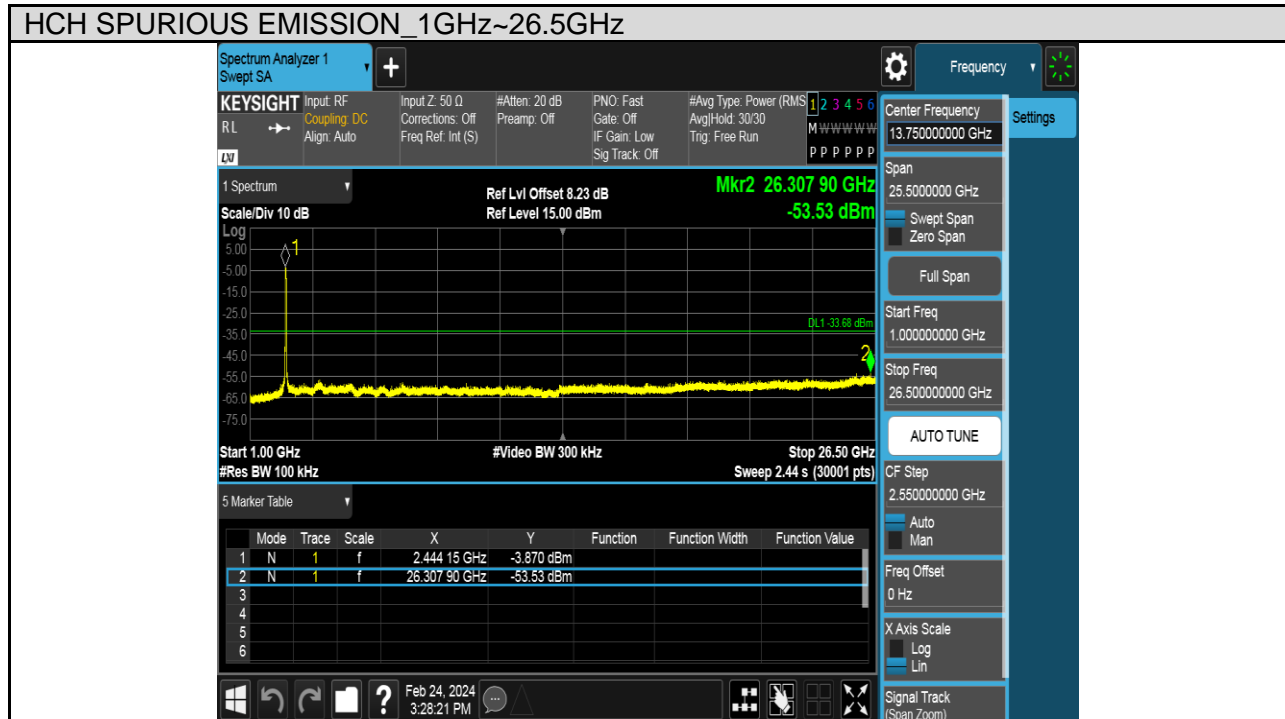 HCH SPURIOUS EMISSION_1GHz~26.5GHz
Spectrum Analyzer 1
Swept SA
+
Frequency
KEYSIGHT
RL
LXI
Input: RF
Coupling: DC
Align: Auto
Input Z: 50 Ω
Corrections: Off
Freq Ref: Int (S)
#Atten: 20 dB
Preamp: Off
PNO: Fast
Gate: Off
IF Gain: Low
Sig Track: Off
#Avg Type: Power (RMS
Avg|Hold: 30/30
Trig: Free Run
1 2 3 4 5 6
M W W W W W
P P P P P P
1 Spectrum
Ref Lvl Offset 8.23 dB
Mkr2 26.307 90 GHz
Scale/Div 10 dB
Ref Level 15.00 dBm
-53.53 dBm
Log
5.00
-5.00
-15.0
-25.0
-35.0
-45.0
-55.0
-65.0
-75.0
1
DL1 -33.68 dBm
2
Start 1.00 GHz
#Video BW 300 kHz
Stop 26.50 GHz
#Res BW 100 kHz
Sweep 2.44 s (30001 pts)
5 Marker Table
Mode Trace Scale X Y Function Function Width Function Value
1 N 1 f 2.444 15 GHz -3.870 dBm
2 N 1 f 26.307 90 GHz -53.53 dBm
3
4
5
6
?
Feb 24, 2024
3:28:21 PM
Center Frequency
13.750000000 GHz
Settings
Span
25.5000000 GHz
Swept Span
Zero Span
Full Span
Start Freq
1.000000000 GHz
Stop Freq
26.500000000 GHz
AUTO TUNE
CF Step
2.550000000 GHz
Auto
Man
Freq Offset
0 Hz
X Axis Scale
Log
Lin
Signal Track
(Span Zoom)